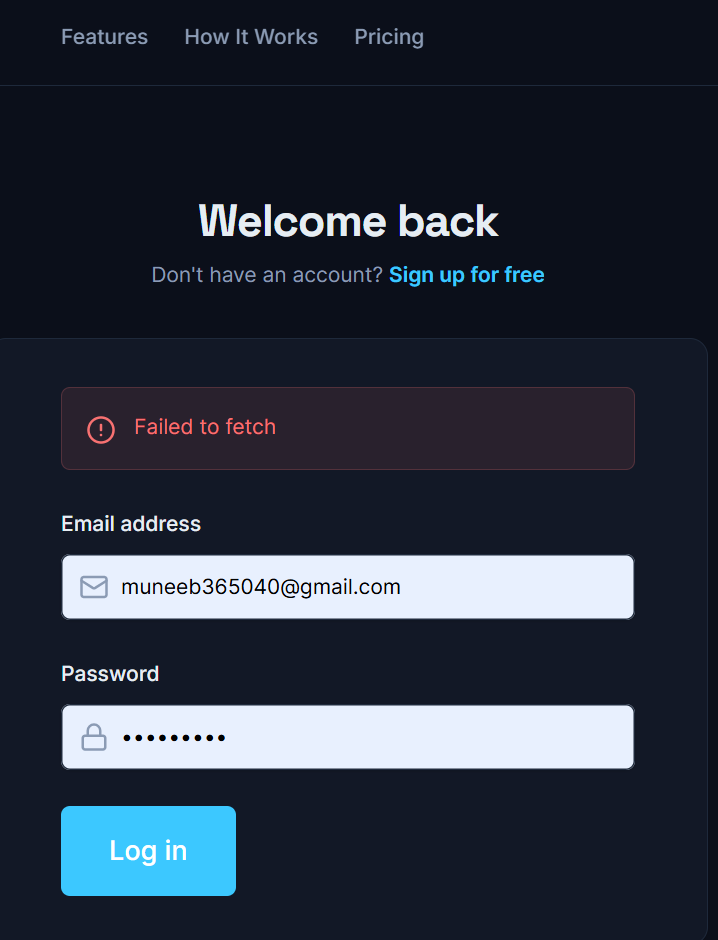 Features How It Works Pricing
Welcome back
Don't have an account? Sign up for free
Failed to fetch
Email address
muneeb365040@gmail.com
Password
•••••••••
Log in